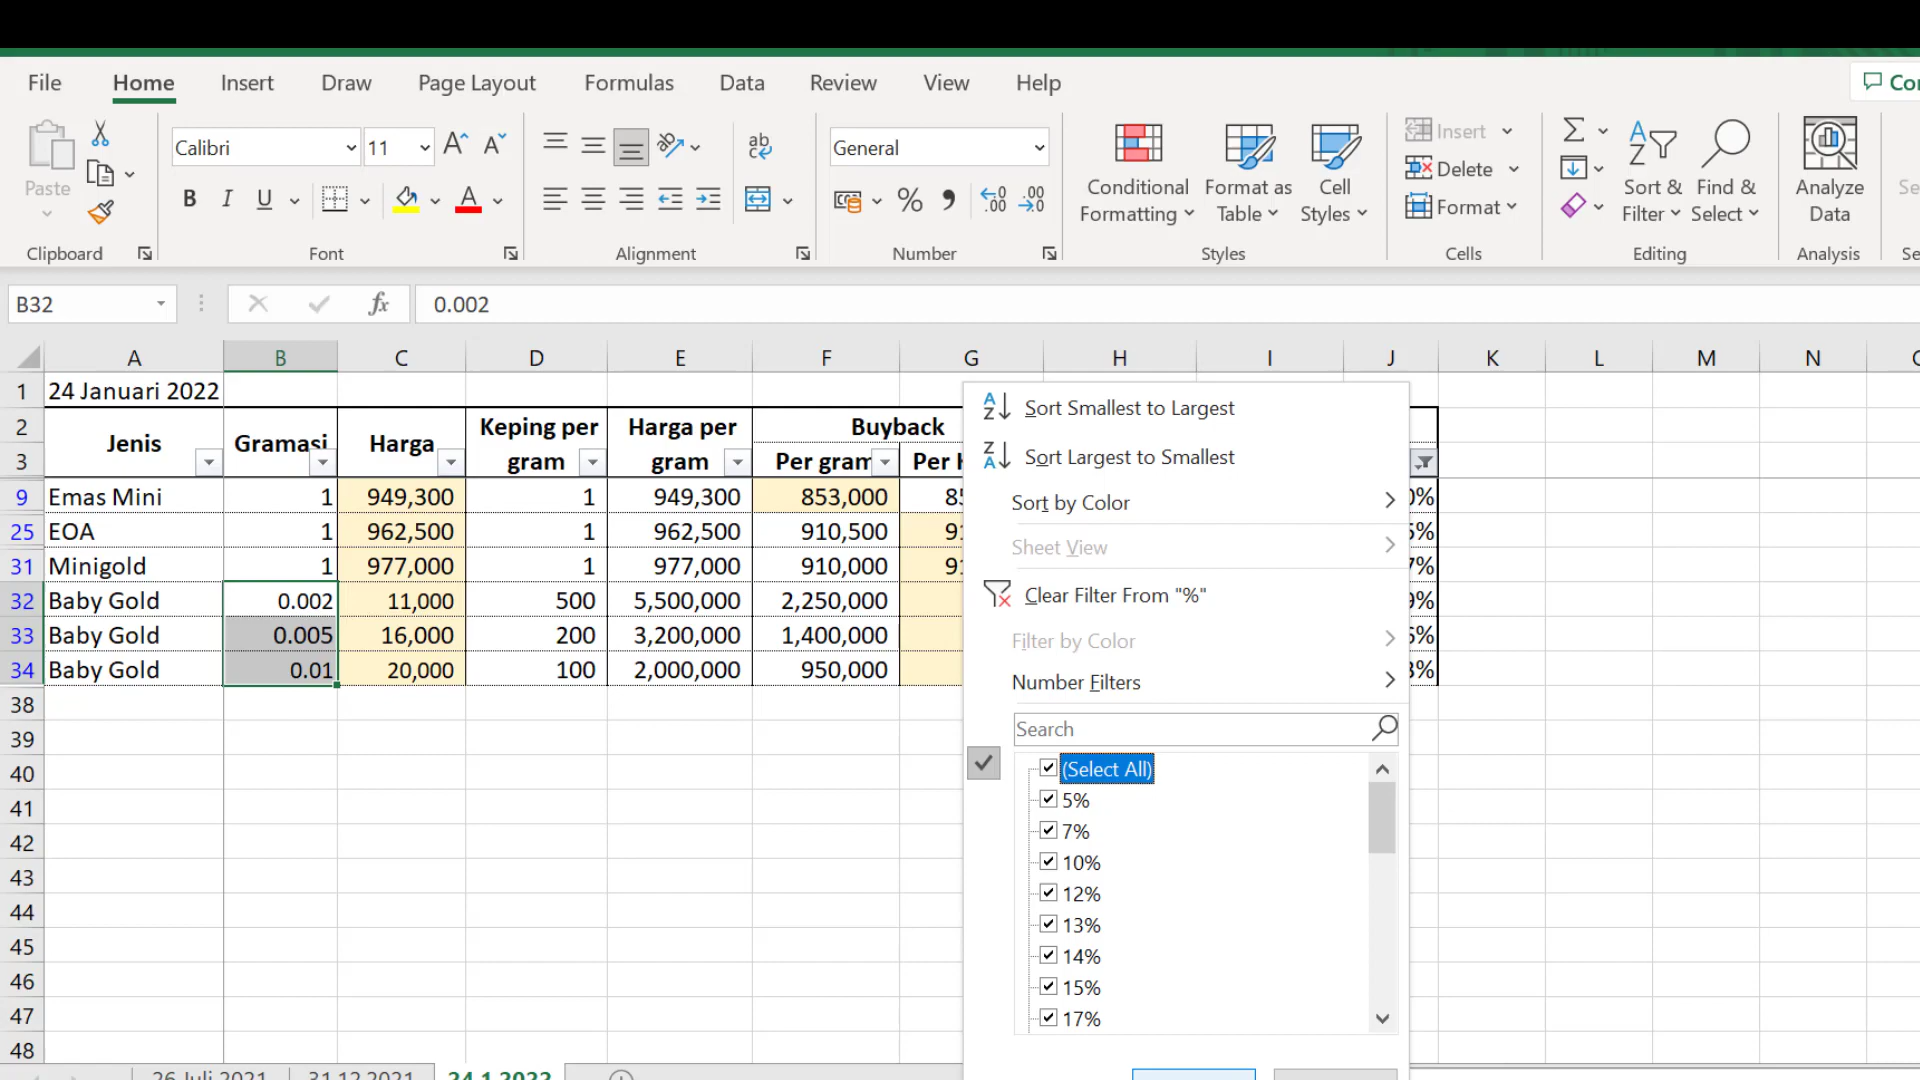 File Home Insert Draw Page Layout Formulas Data Review View Help
Calibri 11 General
Paste
B I U
ab
Conditional Formatting
Format as Table
Cell Styles
Insert
Delete
Format
Sort & Filter
Find & Select
Analyze Data
Clipboard Font Alignment Number Styles Cells Editing Analysis
B32 fx 0.002
A B C D E F G H I J K L M N
1 24 Januari 2022
2 Jenis Gramasi Harga Keping per gram Harga per gram Buyback
3 Per gram Per
9 Emas Mini 1 949,300 1 949,300 853,000
25 EOA 1 962,500 1 962,500 910,500
31 Minigold 1 977,000 1 977,000 910,000
32 Baby Gold 0.002 11,000 500 5,500,000 2,250,000
33 Baby Gold 0.005 16,000 200 3,200,000 1,400,000
34 Baby Gold 0.01 20,000 100 2,000,000 950,000
38
39
40
41
42
43
44
45
46
47
48
Sort Smallest to Largest
Sort Largest to Smallest
Sort by Color
Sheet View
Clear Filter From "%"
Filter by Color
Number Filters
Search
(Select All)
5%
7%
10%
12%
13%
14%
15%
17%
26 Juli 2021 31.12.2021 24.1.2022